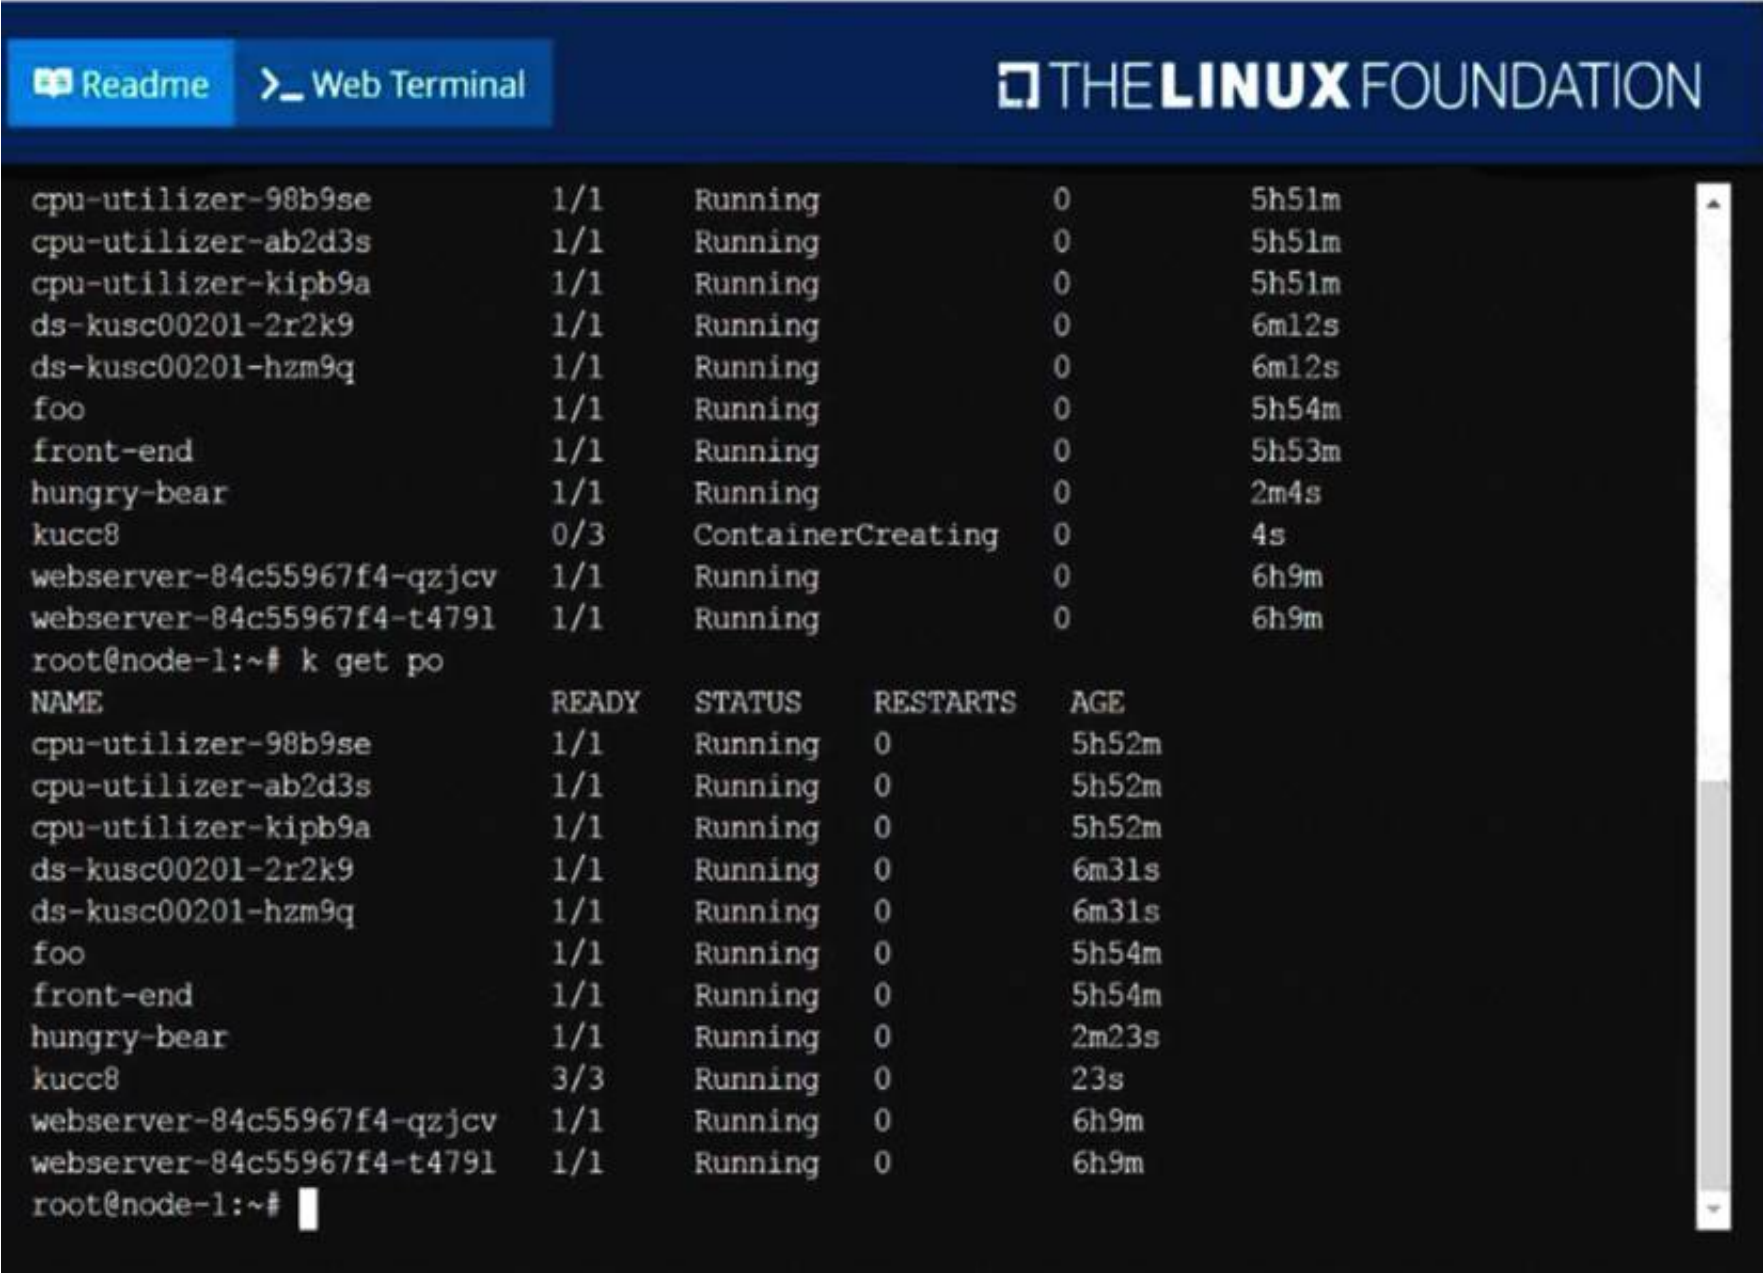 Readme >_ Web Terminal THE LINUX FOUNDATION
cpu-utilizer-98b9se 1/1 Running 0 5h51m
cpu-utilizer-ab2d3s 1/1 Running 0 5h51m
cpu-utilizer-kipb9a 1/1 Running 0 5h51m
ds-kusc00201-2r2k9 1/1 Running 0 6m12s
ds-kusc00201-hzm9q 1/1 Running 0 6m12s
foo 1/1 Running 0 5h54m
front-end 1/1 Running 0 5h53m
hungry-bear 1/1 Running 0 2m4s
kucc8 0/3 ContainerCreating 0 4s
webserver-84c55967f4-qzjcv 1/1 Running 0 6h9m
webserver-84c55967f4-t479l 1/1 Running 0 6h9m
root@node-1:~# k get po
NAME READY STATUS RESTARTS AGE
cpu-utilizer-98b9se 1/1 Running 0 5h52m
cpu-utilizer-ab2d3s 1/1 Running 0 5h52m
cpu-utilizer-kipb9a 1/1 Running 0 5h52m
ds-kusc00201-2r2k9 1/1 Running 0 6m31s
ds-kusc00201-hzm9q 1/1 Running 0 6m31s
foo 1/1 Running 0 5h54m
front-end 1/1 Running 0 5h54m
hungry-bear 1/1 Running 0 2m23s
kucc8 3/3 Running 0 23s
webserver-84c55967f4-qzjcv 1/1 Running 0 6h9m
webserver-84c55967f4-t479l 1/1 Running 0 6h9m
root@node-1:~#